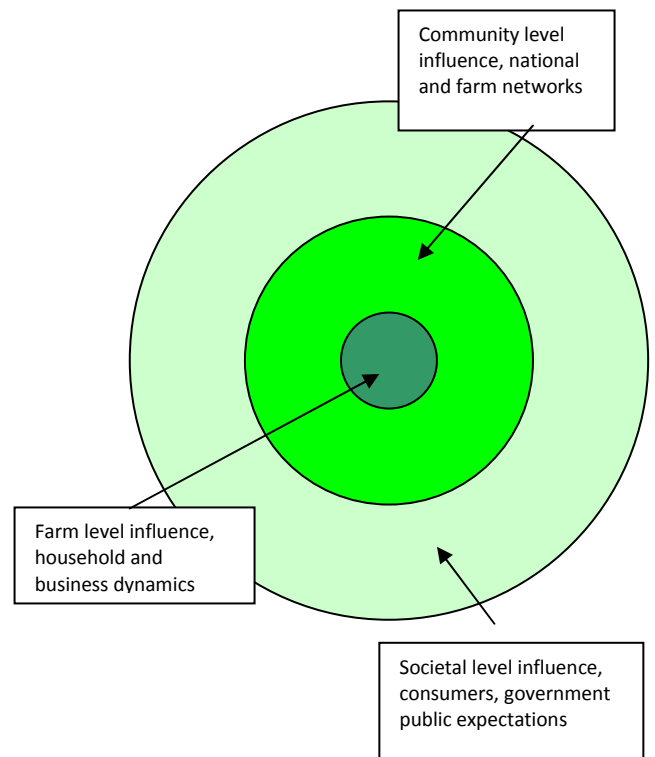 Community level
influence, national
and farm networks
Farm level influence,
household and
business dynamics
Societal level influence,
consumers, government
public expectations